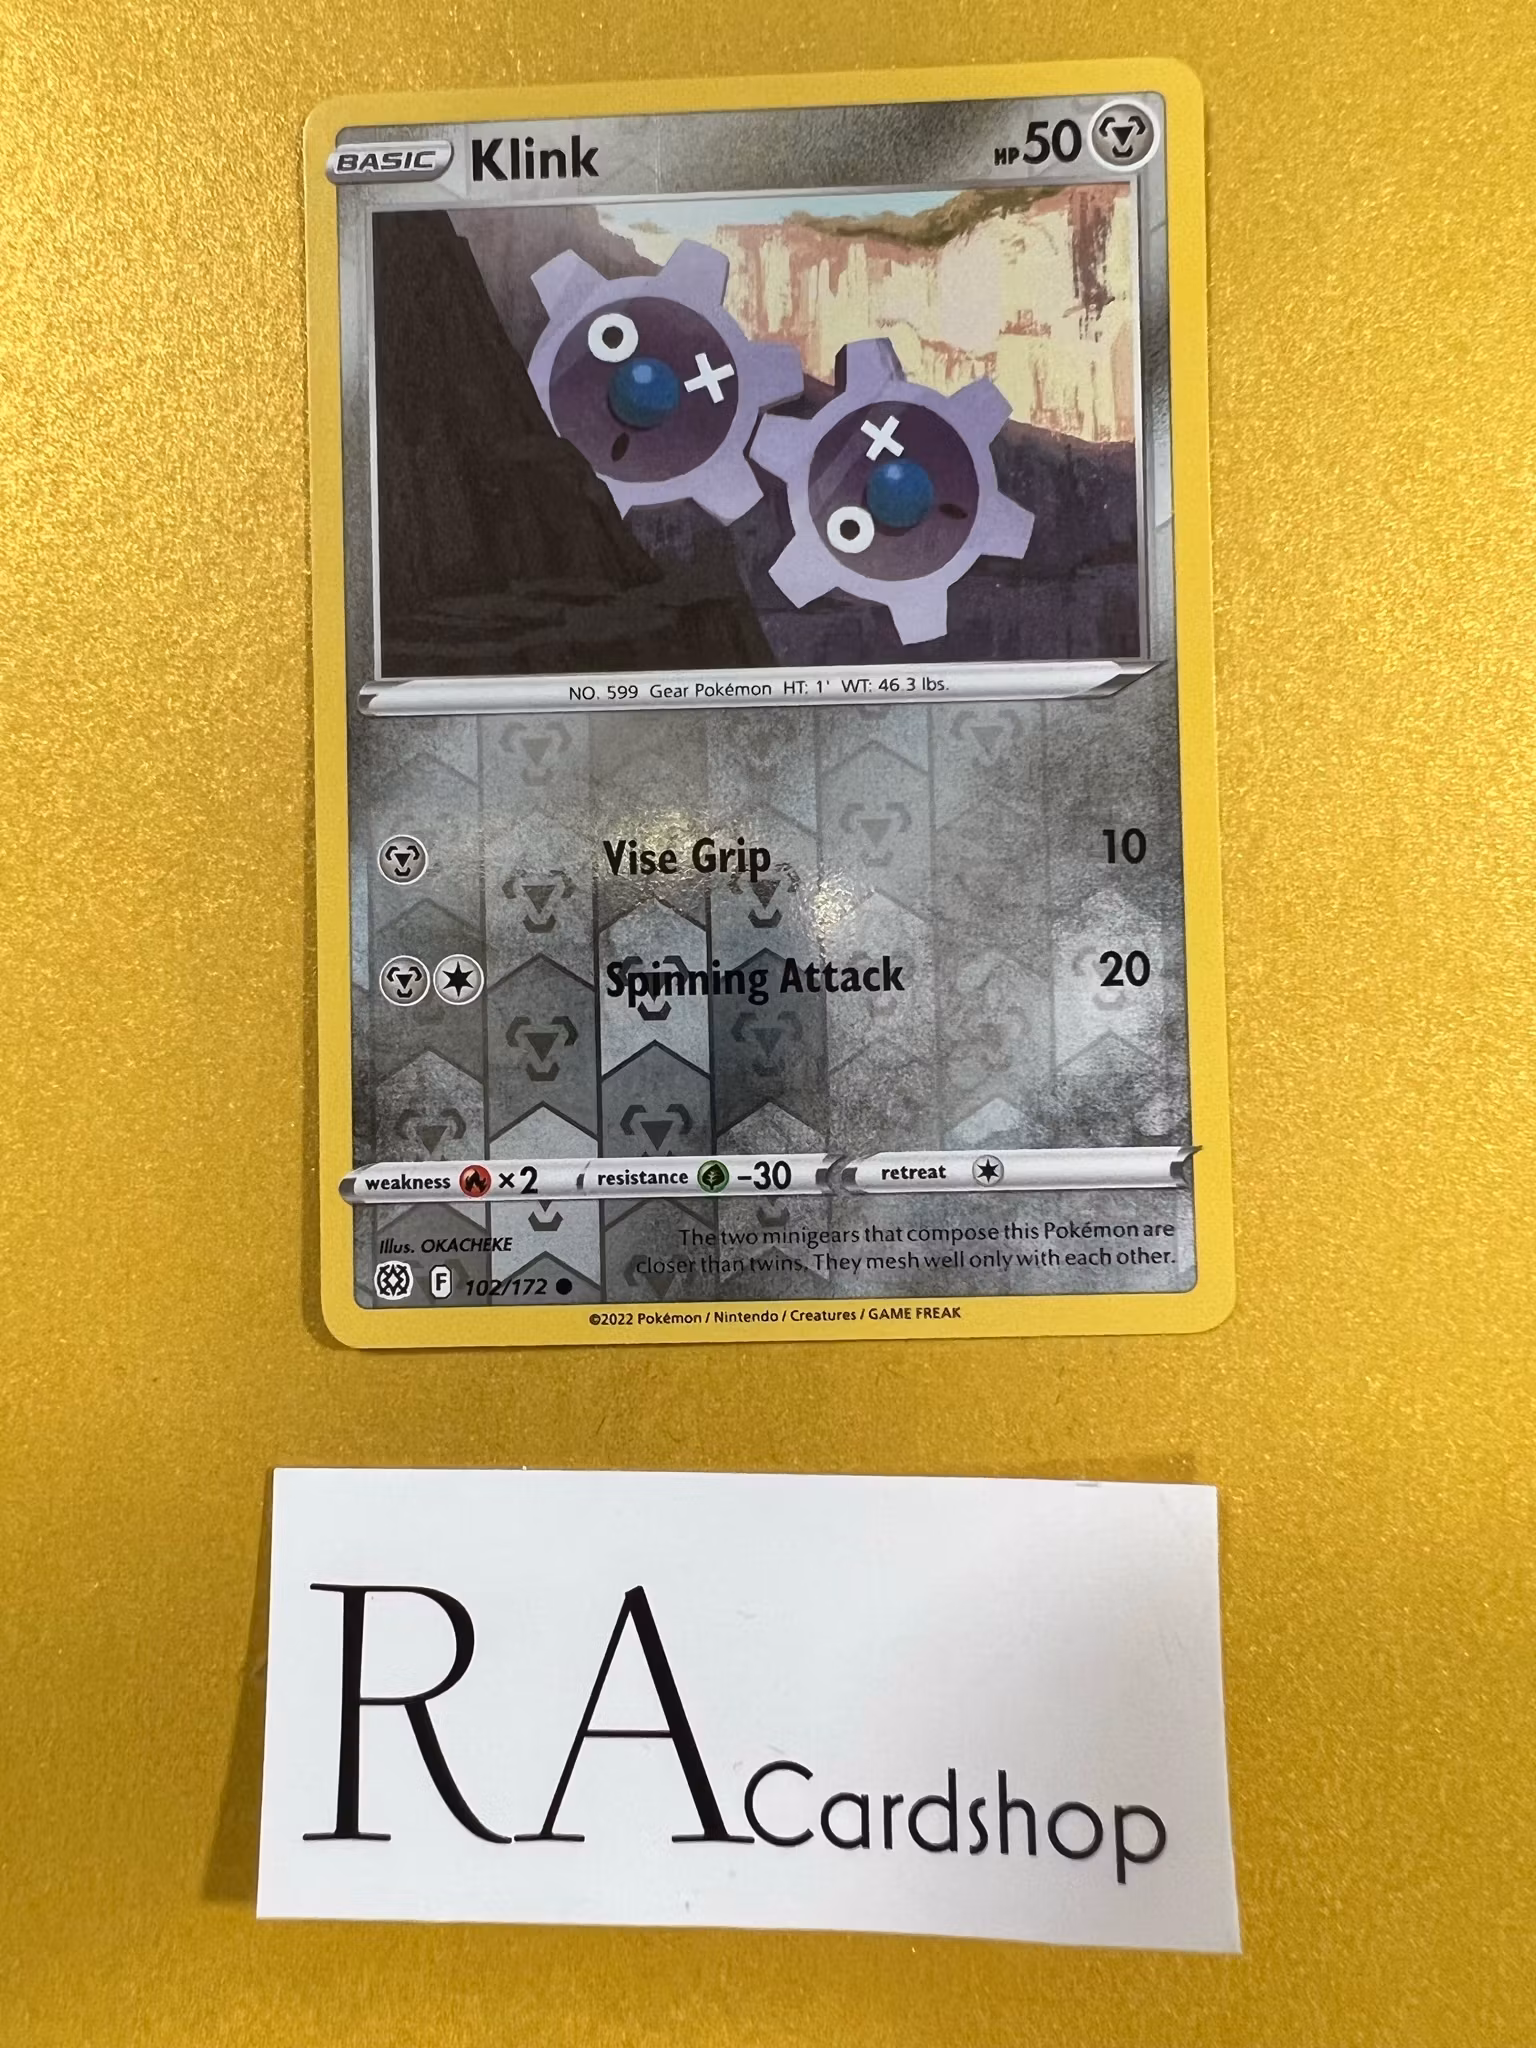 BASIC Klink HP 50
NO. 599 Gear Pokémon HT: 1' WT: 46.3 lbs.
Vise Grip 10
Spinning Attack 20
weakness ×2 resistance -30 retreat
Illus. OKACHEKE
The two minigears that compose this Pokémon are
closer than twins. They mesh well only with each other.
F 102/172
©2022 Pokémon / Nintendo / Creatures / GAME FREAK
RA Cardshop